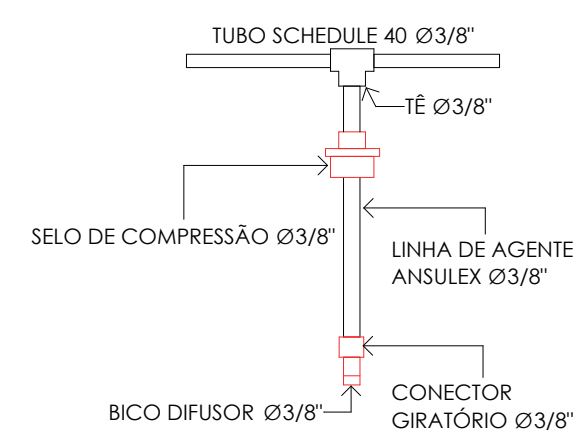 TUBO SCHEDULE 40 Ø3/8"
TÊ Ø3/8"
SELO DE COMPRESSÃO Ø3/8"
LINHA DE AGENTE
ANSULEX Ø3/8"
BICO DIFUSOR Ø3/8"
CONECTOR
GIRATÓRIO Ø3/8"